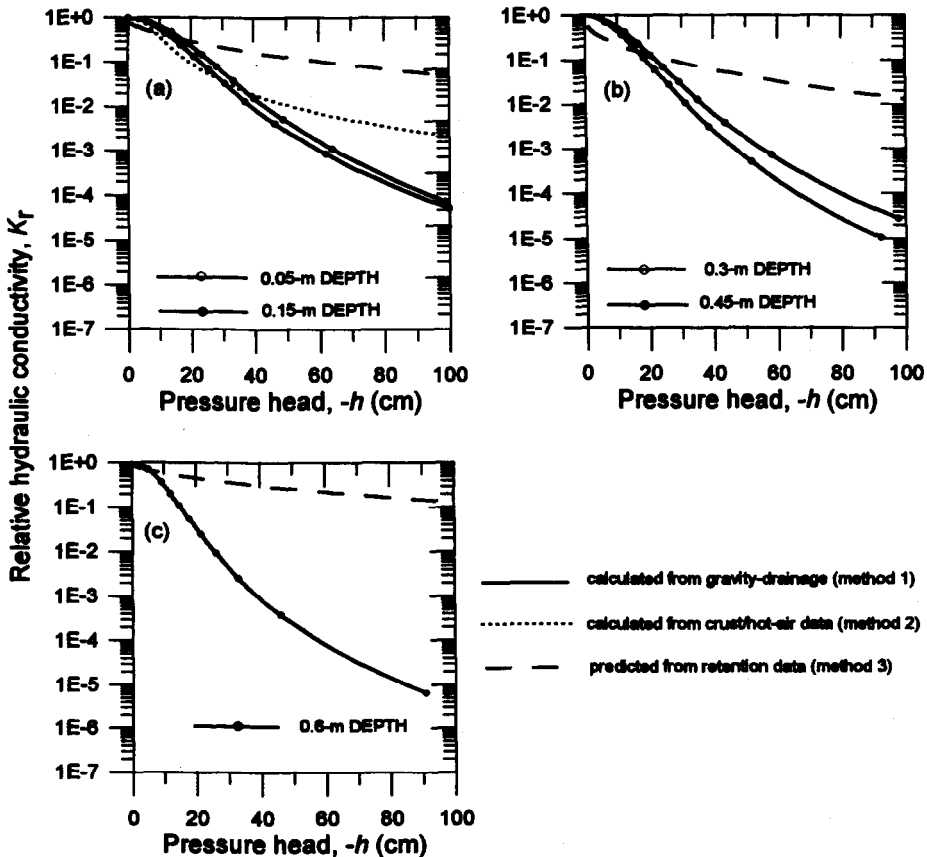 Relative hydraulic conductivity, Kr
1E+0
1E-1
1E-2
1E-3
1E-4
1E-5
1E-6
1E-7
(a)
0.05-m DEPTH
0.15-m DEPTH
0 20 40 60 80 100
Pressure head, -h (cm)
1E+0
1E-1
1E-2
1E-3
1E-4
1E-5
1E-6
1E-7
(b)
0.3-m DEPTH
0.45-m DEPTH
0 20 40 60 80 100
Pressure head, -h (cm)
1E+0
1E-1
1E-2
1E-3
1E-4
1E-5
1E-6
1E-7
(c)
0.6-m DEPTH
0 20 40 60 80 100
Pressure head, -h (cm)
calculated from gravity-drainage (method 1)
calculated from crust/hot-air data (method 2)
predicted from retention data (method 3)